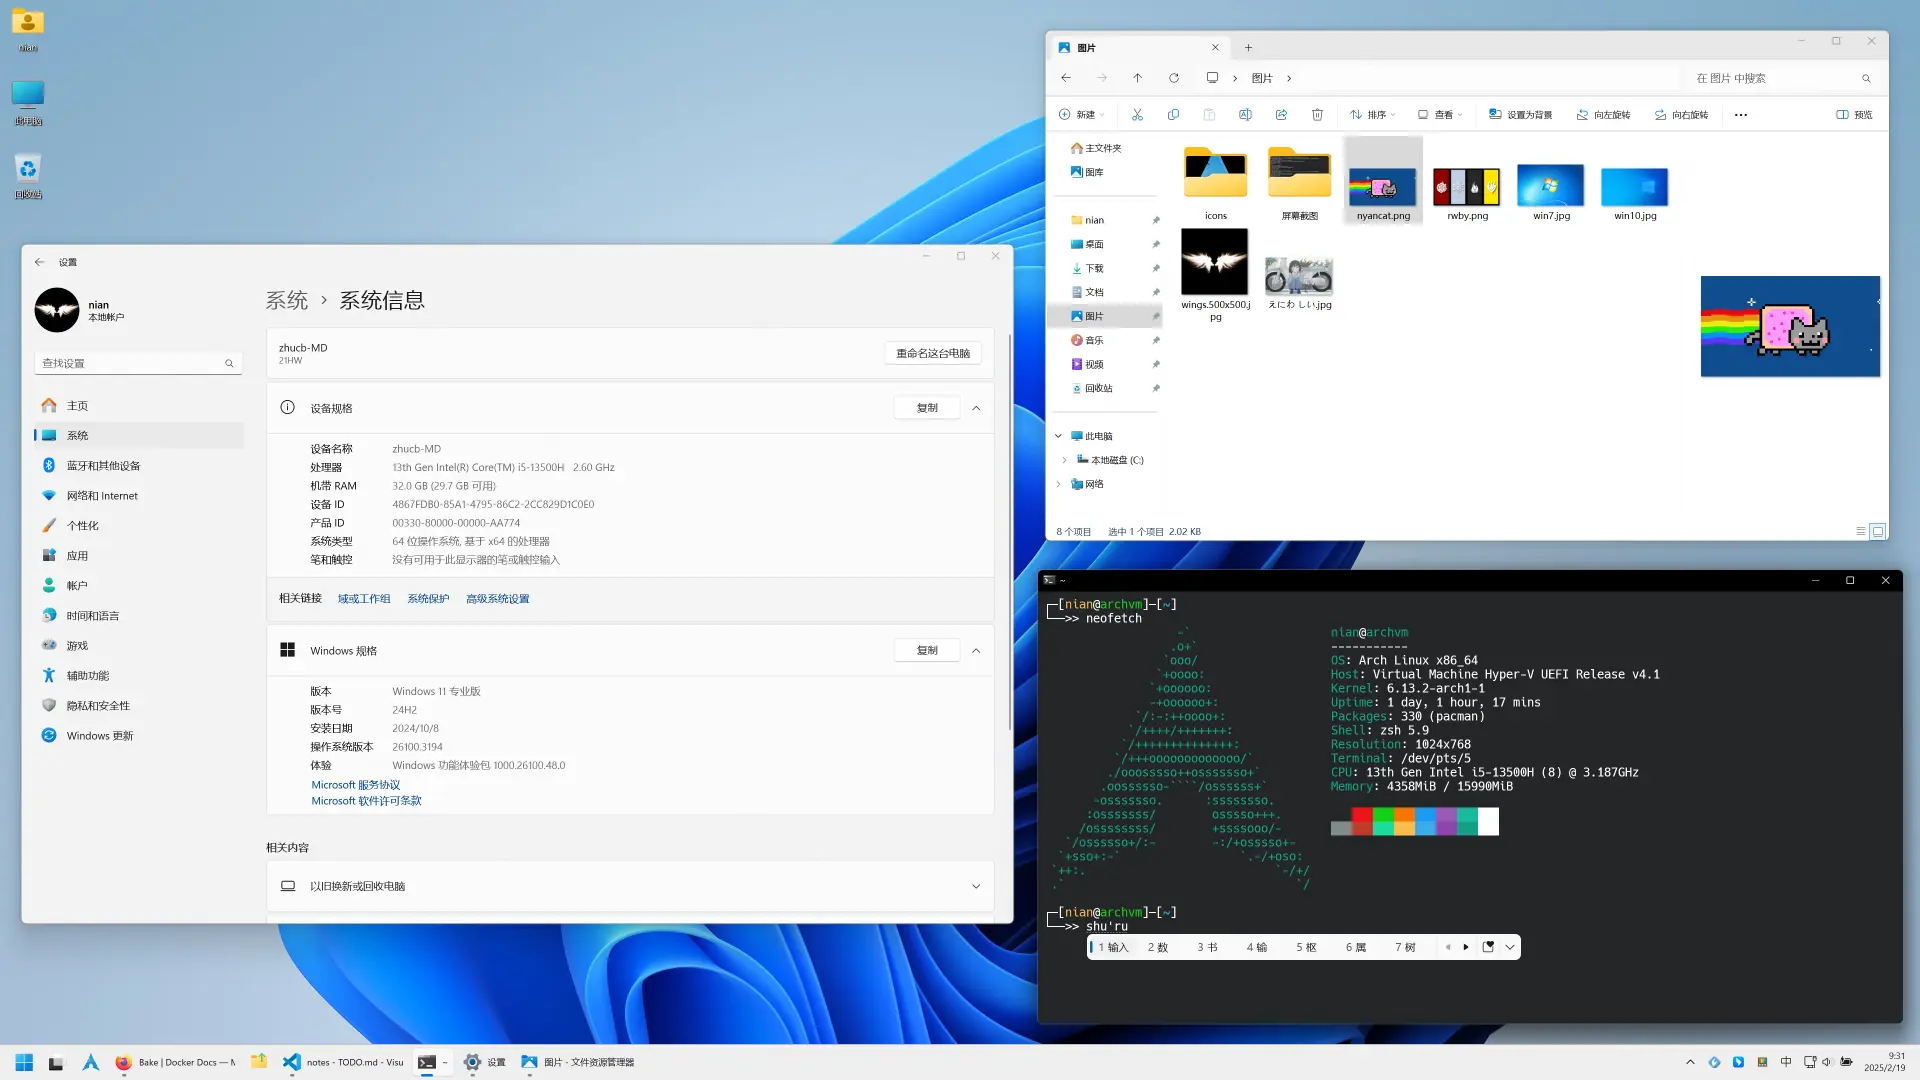 nian
此电脑
回收站
设置
nian
本地帐户
查找设置
主页
系统
蓝牙和其他设备
网络和 Internet
个性化
应用
帐户
时间和语言
游戏
辅助功能
隐私和安全性
Windows 更新
系统 › 系统信息
zhucb-MD
21HW
重命名这台电脑
设备规格
复制
设备名称 zhucb-MD
处理器 13th Gen Intel(R) Core(TM) i5-13500H 2.60 GHz
机带 RAM 32.0 GB (29.7 GB 可用)
设备 ID 4867FDB0-85A1-4795-86C2-2CC829D1C0E0
产品 ID 00330-80000-00000-AA774
系统类型 64 位操作系统, 基于 x64 的处理器
笔和触控 没有可用于此显示器的笔或触控输入
相关链接 域或工作组 系统保护 高级系统设置
Windows 规格
复制
版本 Windows 11 专业版
版本号 24H2
安装日期 2024/10/8
操作系统版本 26100.3194
体验 Windows 功能体验包 1000.26100.48.0
Microsoft 服务协议
Microsoft 软件许可条款
相关内容
以旧换新或回收电脑
图片
图片
在 图片 中搜索
新建 排序 查看 设置为背景 向左旋转 向右旋转 ··· 预览
主文件夹
图库
nian
桌面
下载
文档
图片
音乐
视频
回收站
此电脑
本地磁盘 (C:)
网络
icons
屏幕截图
nyancat.png
rwby.png
win7.jpg
win10.jpg
wings.500x500.j
pg
えにわ しい.jpg
8 个项目 选中 1 个项目 2.02 KB
~
┌─[nian@archvm]─[~]
└──>> neofetch
-`
.o+`
`ooo/
`+oooo:
`+oooooo:
-+oooooo+:
`/:-:++oooo+:
`/++++/+++++++:
`/++++++++++++++:
`/+++ooooooooooooo/`
./ooosssso++osssssso+`
.oossssso-````/ossssss+`
-osssssso.      :ssssssso.
:osssssss/        osssso+++.
/ossssssss/        +ssssooo/-
`/ossssso+/:-        -:/+osssso+-
`+sso+:-`                 `.-/+oso:
`++:.                           `-/+/
.`                                 `/
nian@archvm
-----------
OS: Arch Linux x86_64
Host: Virtual Machine Hyper-V UEFI Release v4.1
Kernel: 6.13.2-arch1-1
Uptime: 1 day, 1 hour, 17 mins
Packages: 330 (pacman)
Shell: zsh 5.9
Resolution: 1024x768
Terminal: /dev/pts/5
CPU: 13th Gen Intel i5-13500H (8) @ 3.187GHz
Memory: 4358MiB / 15990MiB
┌─[nian@archvm]─[~]
└──>> shu'ru
1 输入 2 数 3 书 4 输 5 枢 6 属 7 树
Bake | Docker Docs —
notes - TODO.md - Visu
~
设置
图片 - 文件资源管理器
中
9:31
2025/2/19